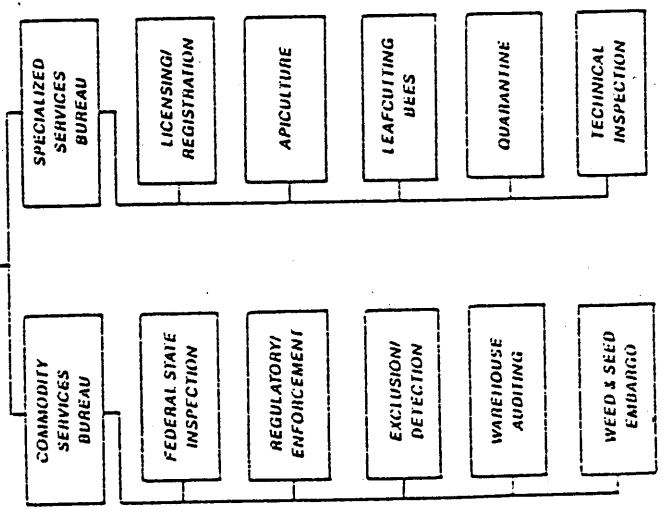 COMMODITY
SERVICES
BUREAU
FEDERAL STATE
INSPECTION
REGULATORY/
ENFORCEMENT
EXCLUSION/
DETECTION
WAREHOUSE
AUDITING
WEED & SEED
EMBARGO
SPECIALIZED
SERVICES
BUREAU
LICENSING/
REGISTRATION
APICULTURE
LEAFCUTTING
BEES
QUARANTINE
TECHNICAL
INSPECTION